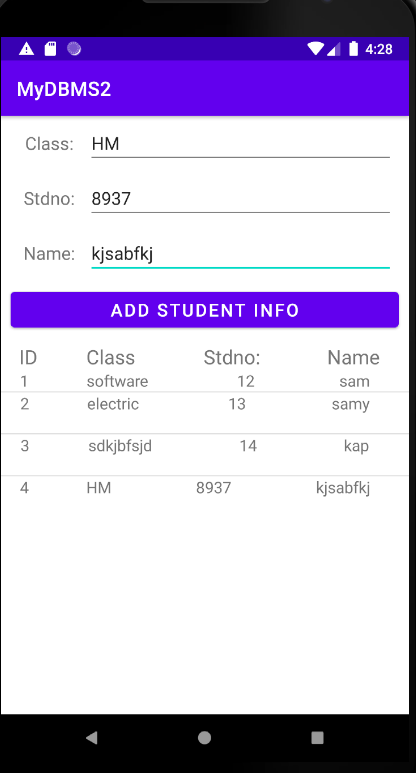 4:28
MyDBMS2
Class: HM
Stdno: 8937
Name: kjsabfkj
ADD STUDENT INFO
ID Class Stdno: Name
1 software 12 sam
2 electric 13 samy
3 sdkjbfsjd 14 kap
4 HM 8937 kjsabfkj